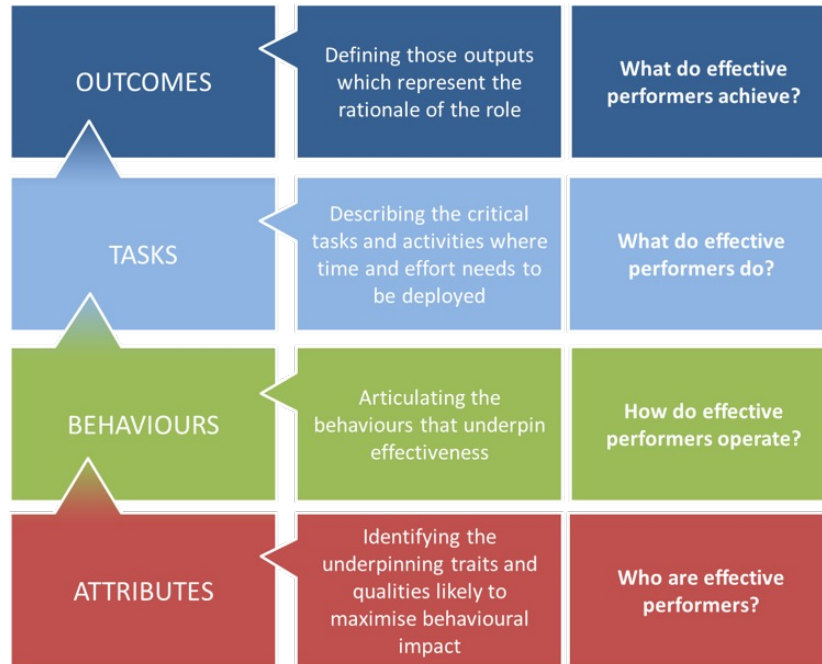 OUTCOMES
Defining those outputs
which represent the
rationale of the role
What do effective
performers achieve?
TASKS
Describing the critical
tasks and activities where
time and effort needs to
be deployed
What do effective
performers do?
BEHAVIOURS
Articulating the
behaviours that underpin
effectiveness
How do effective
performers operate?
ATTRIBUTES
Identifying the
underpinning traits and
qualities likely to
maximise behavioural
impact
Who are effective
performers?